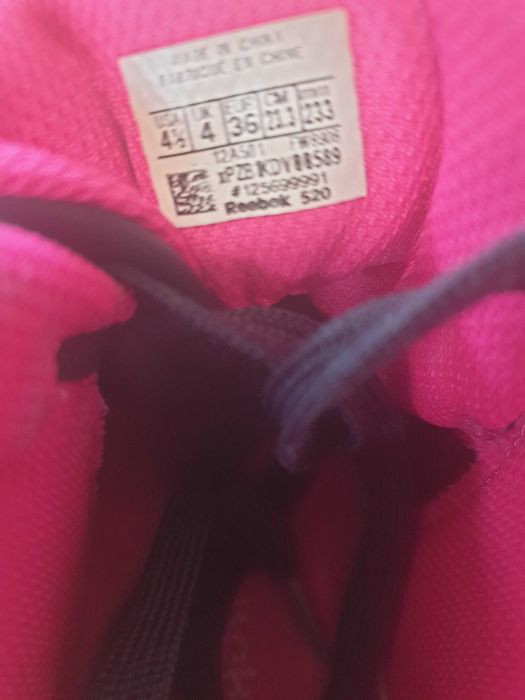 MADE IN CHINA
FABRIQUÉ EN CHINE
USA UK EUR CM mm
4½ 4 36 23.3 233
12A501
#125699991
Reebok 520